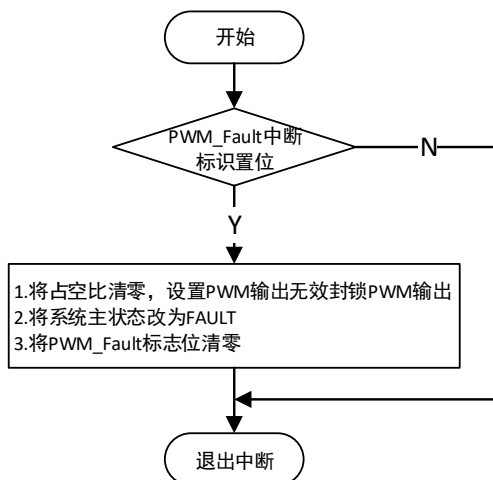 开始
PWM_Fault中断
标识置位
N
Y
1.将占空比清零，设置PWM输出无效封锁PWM输出
2.将系统主状态改为FAULT
3.将PWM_Fault标志位清零
退出中断